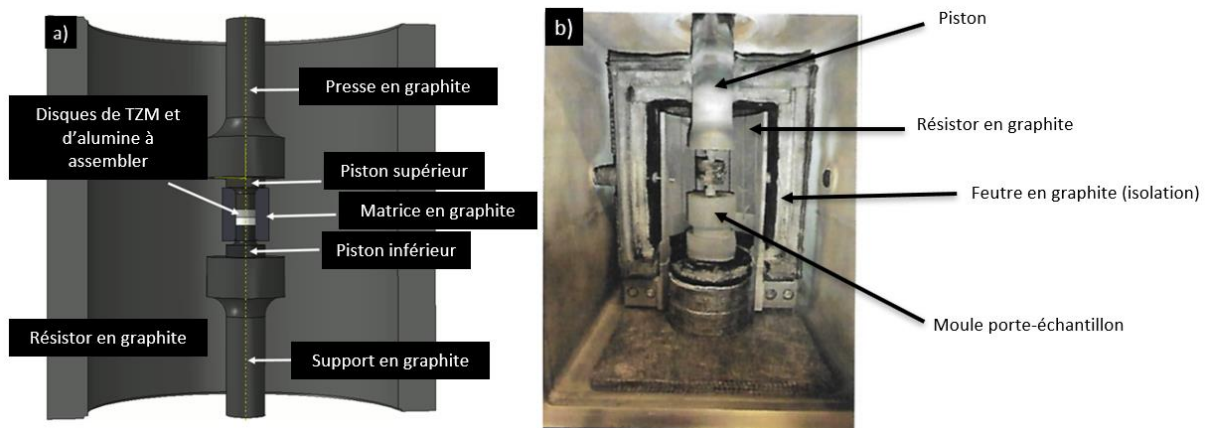 a)
Presse en graphite
Disques de TZM et
d'alumine à
assembler
Piston supérieur
Matrice en graphite
Piston inférieur
Résistor en graphite
Support en graphite
b)
Piston
Résistor en graphite
Feutre en graphite (isolation)
Moule porte-échantillon